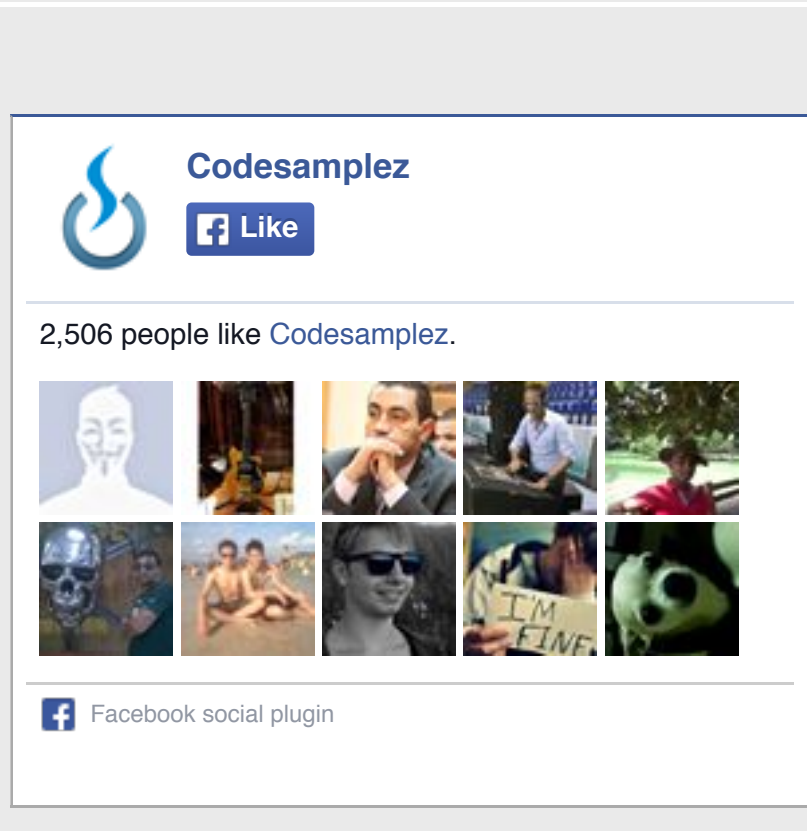 Codesamplez
Like
2,506 people like Codesamplez.
I'M
FINE
Facebook social plugin